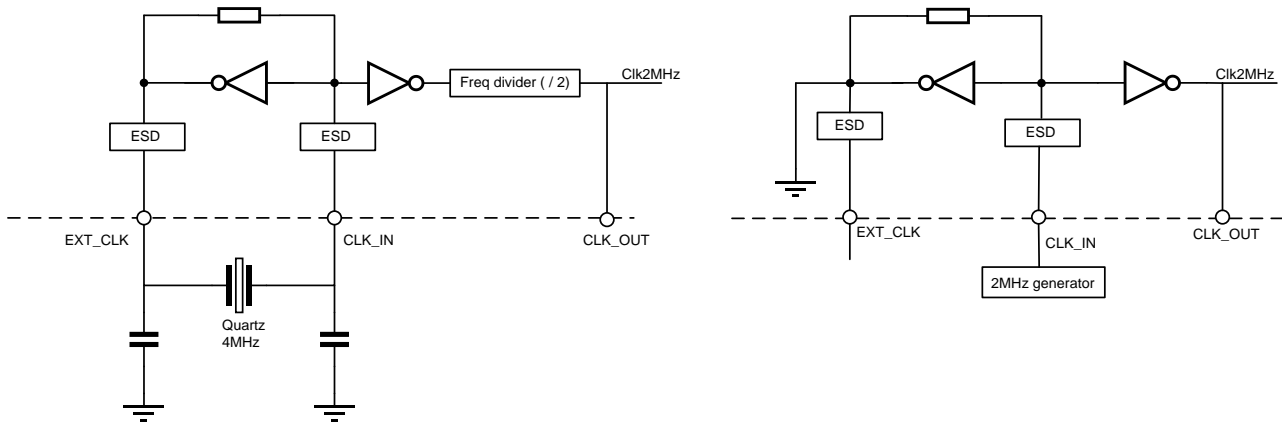 Freq divider ( / 2)
Clk2MHz
ESD
ESD
EXT_CLK
CLK_IN
CLK_OUT
Quartz
4MHz
Clk2MHz
ESD
ESD
EXT_CLK
CLK_IN
CLK_OUT
2MHz generator